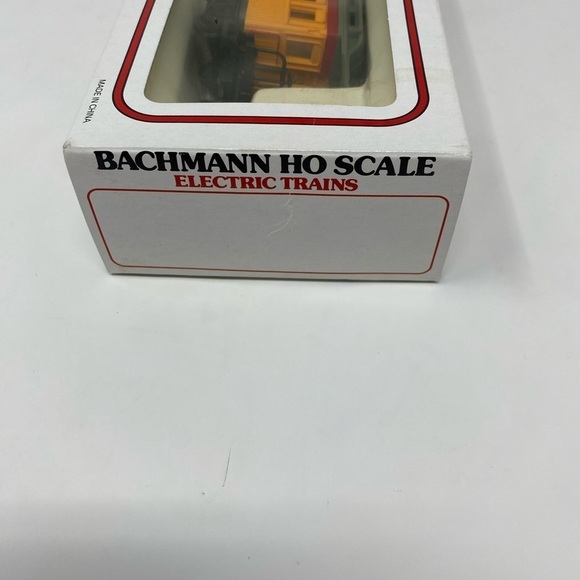 MADE IN CHINA
BACHMANN HO SCALE
ELECTRIC TRAINS